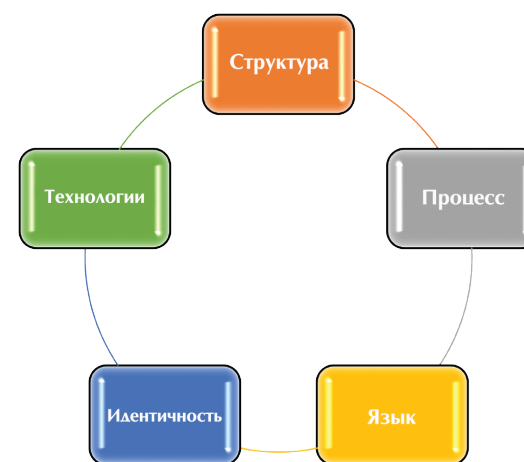 Структура
Процесс
Язык
Идентичность
Технологии